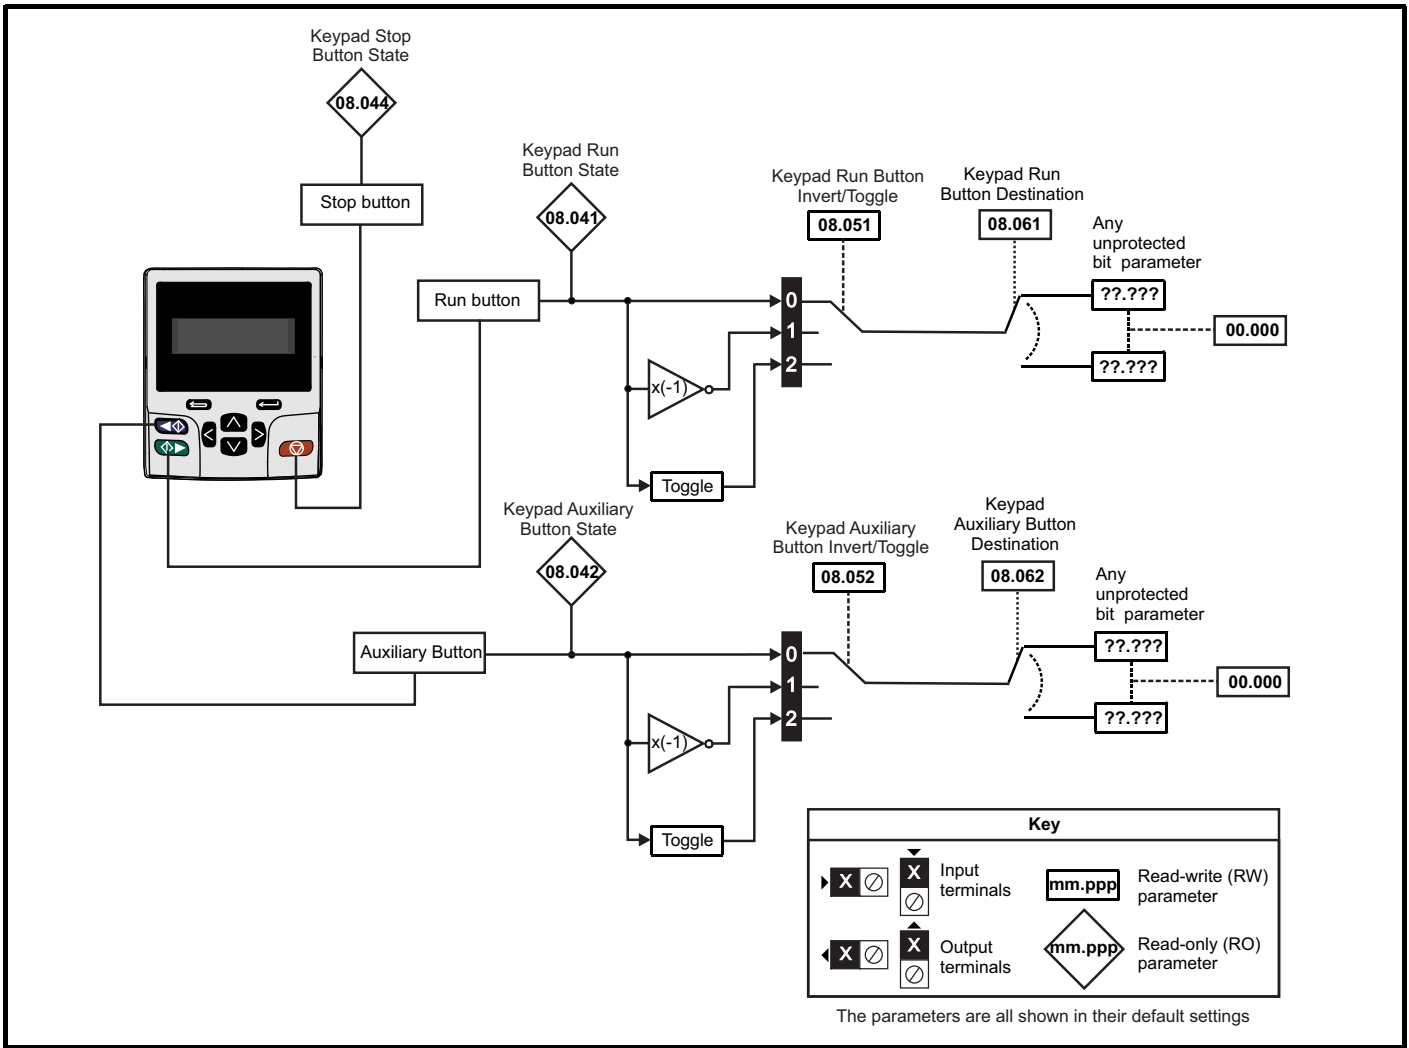 Keypad Stop
Button State
08.044
Stop button
Keypad Run
Button State
08.041
Run button
Keypad Run Button
Invert/Toggle
08.051
Keypad Run
Button Destination
08.061
Any
unprotected
bit parameter
??.???
??.???
00.000
0
1
2
x(-1)
Toggle
Keypad Auxiliary
Button State
08.042
Auxiliary Button
Keypad Auxiliary
Button Invert/Toggle
08.052
Keypad
Auxiliary Button
Destination
08.062
Any
unprotected
bit parameter
??.???
??.???
00.000
0
1
2
x(-1)
Toggle
Key
X
X
Input
terminals
mm.ppp
Read-write (RW)
parameter
X
X
Output
terminals
mm.ppp
Read-only (RO)
parameter
The parameters are all shown in their default settings